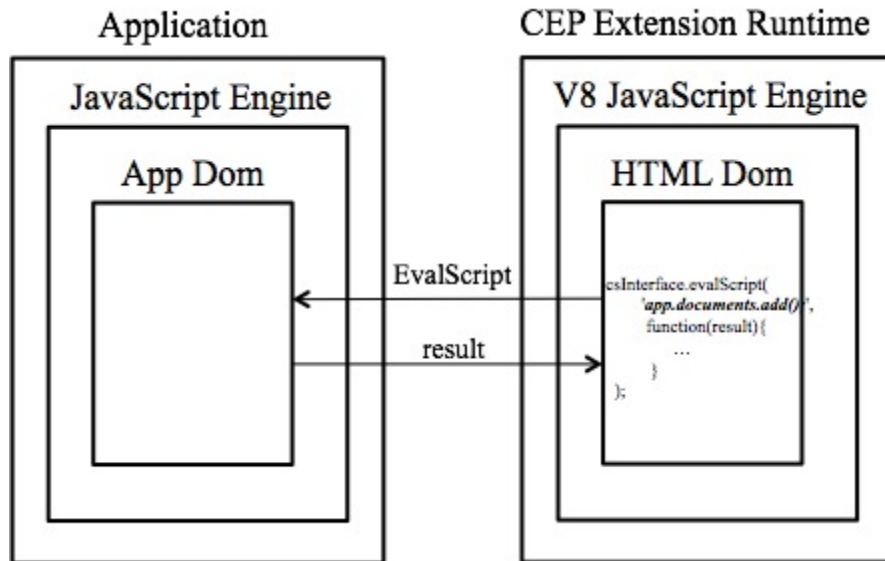 Application
JavaScript Engine
App Dom
CEP Extension Runtime
V8 JavaScript Engine
HTML Dom
EvalScript
result
csInterface.evalScript(
'app.documents.add();',
function(result){
...
}
);